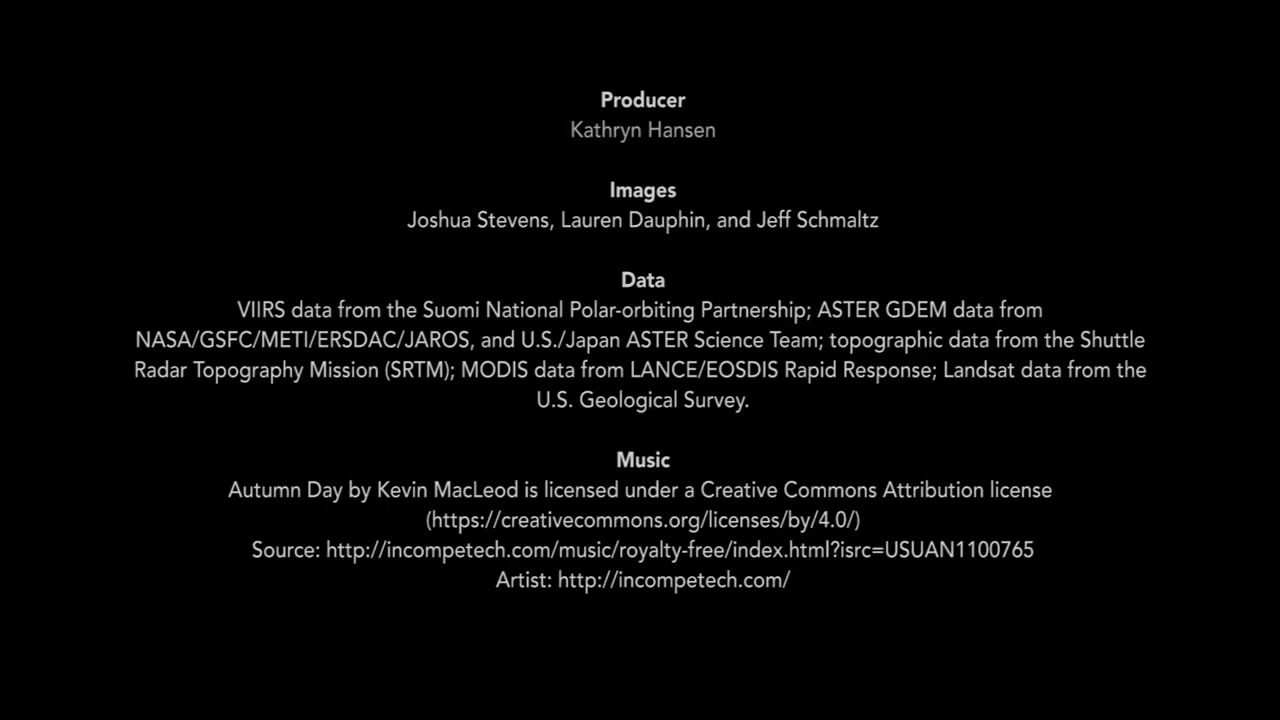 Producer
Kathryn Hansen
Images
Joshua Stevens, Lauren Dauphin, and Jeff Schmaltz
Data
VIIRS data from the Suomi National Polar-orbiting Partnership; ASTER GDEM data from
NASA/GSFC/METI/ERSDAC/JAROS, and U.S./Japan ASTER Science Team; topographic data from the Shuttle
Radar Topography Mission (SRTM); MODIS data from LANCE/EOSDIS Rapid Response; Landsat data from the
U.S. Geological Survey.
Music
Autumn Day by Kevin MacLeod is licensed under a Creative Commons Attribution license
(https://creativecommons.org/licenses/by/4.0/)
Source: http://incompetech.com/music/royalty-free/index.html?isrc=USUAN1100765
Artist: http://incompetech.com/